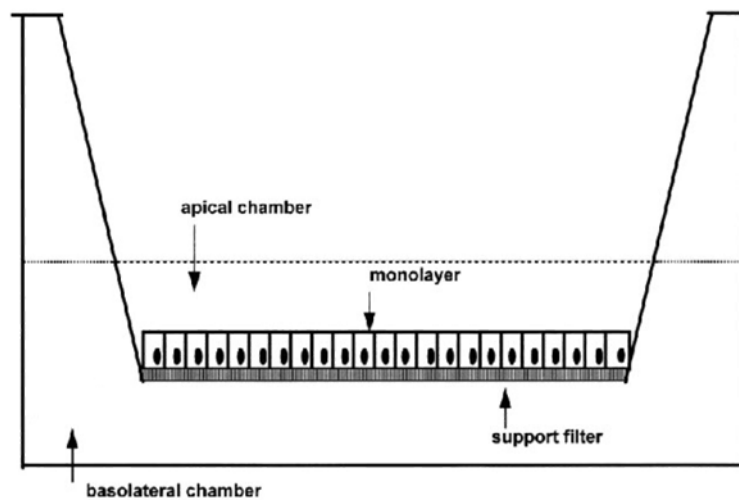 apical chamber
monolayer
support filter
basolateral chamber